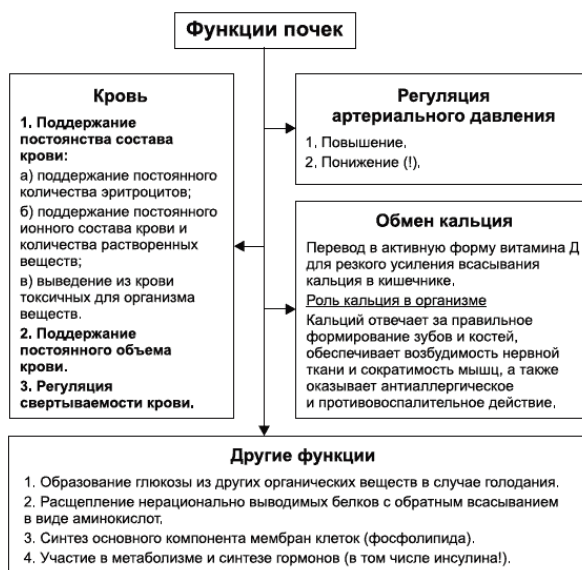 Функции почек
Кровь
1. Поддержание
постоянства состава
крови:
а) поддержание постоянного
количества эритроцитов;
б) поддержание постоянного
ионного состава крови и
количества растворенных
веществ;
в) выведение из крови
токсичных для организма
веществ.
2. Поддержание
постоянного объема
крови.
3. Регуляция
свертываемости крови.
Регуляция
артериального давления
1. Повышение.
2. Понижение (!).
Обмен кальция
Перевод в активную форму витамина Д
для резкого усиления всасывания
кальция в кишечнике.
Роль кальция в организме
Кальций отвечает за правильное
формирование зубов и костей,
обеспечивает возбудимость нервной
ткани и сократимость мышц, а также
оказывает антиаллергическое
и противовоспалительное действие.
Другие функции
1. Образование глюкозы из других органических веществ в случае голодания.
2. Расщепление нерационально выводимых белков с обратным всасыванием
в виде аминокислот.
3. Синтез основного компонента мембран клеток (фосфолипида).
4. Участие в метаболизме и синтезе гормонов (в том числе инсулина!).